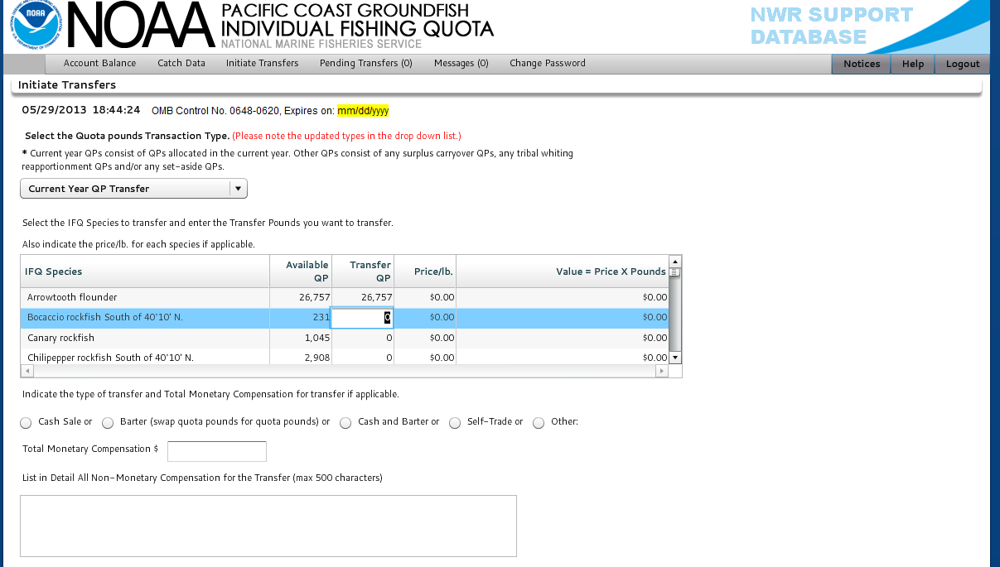 NOAA
PACIFIC COAST GROUNDFISH
INDIVIDUAL FISHING QUOTA
NATIONAL MARINE FISHERIES SERVICE
NWR SUPPORT
DATABASE
Account Balance Catch Data Initiate Transfers Pending Transfers (0) Messages (0) Change Password Notices Help Logout
Initiate Transfers
05/29/2013 18:44:24 OMB Control No. 0648-0620, Expires on: mm/dd/yyyy
Select the Quota pounds Transaction Type. (Please note the updated types in the drop down list.)
* Current year QPs consist of QPs allocated in the current year. Other QPs consist of any surplus carryover QPs, any tribal whiting
reapportionment QPs and/or any set-aside QPs.
Current Year QP Transfer
Select the IFQ Species to transfer and enter the Transfer Pounds you want to transfer.
Also indicate the price/lb. for each species if applicable.
IFQ Species Available QP Transfer QP Price/lb. Value = Price X Pounds
Arrowtooth flounder 26,757 26,757 $0.00 $0.00
Bocaccio rockfish South of 40'10' N. 231 0 $0.00 $0.00
Canary rockfish 1,045 0 $0.00 $0.00
Chilipepper rockfish South of 40'10' N. 2,908 0 $0.00 $0.00
Indicate the type of transfer and Total Monetary Compensation for transfer if applicable.
Cash Sale or Barter (swap quota pounds for quota pounds) or Cash and Barter or Self-Trade or Other:
Total Monetary Compensation $
List in Detail All Non-Monetary Compensation for the Transfer (max 500 characters)